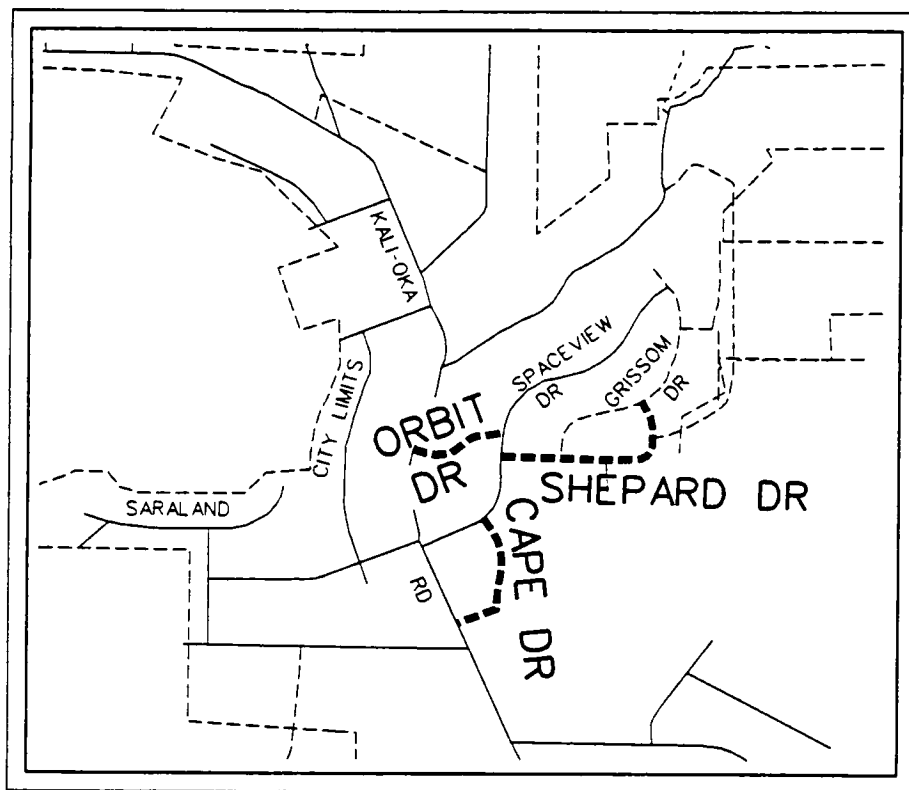 KALI-OKA
SPACEVIEW
DR
GRISSOM
DR
CITY LIMITS
ORBIT
DR
SHEPARD DR
SARALAND
CAPE DR
RD